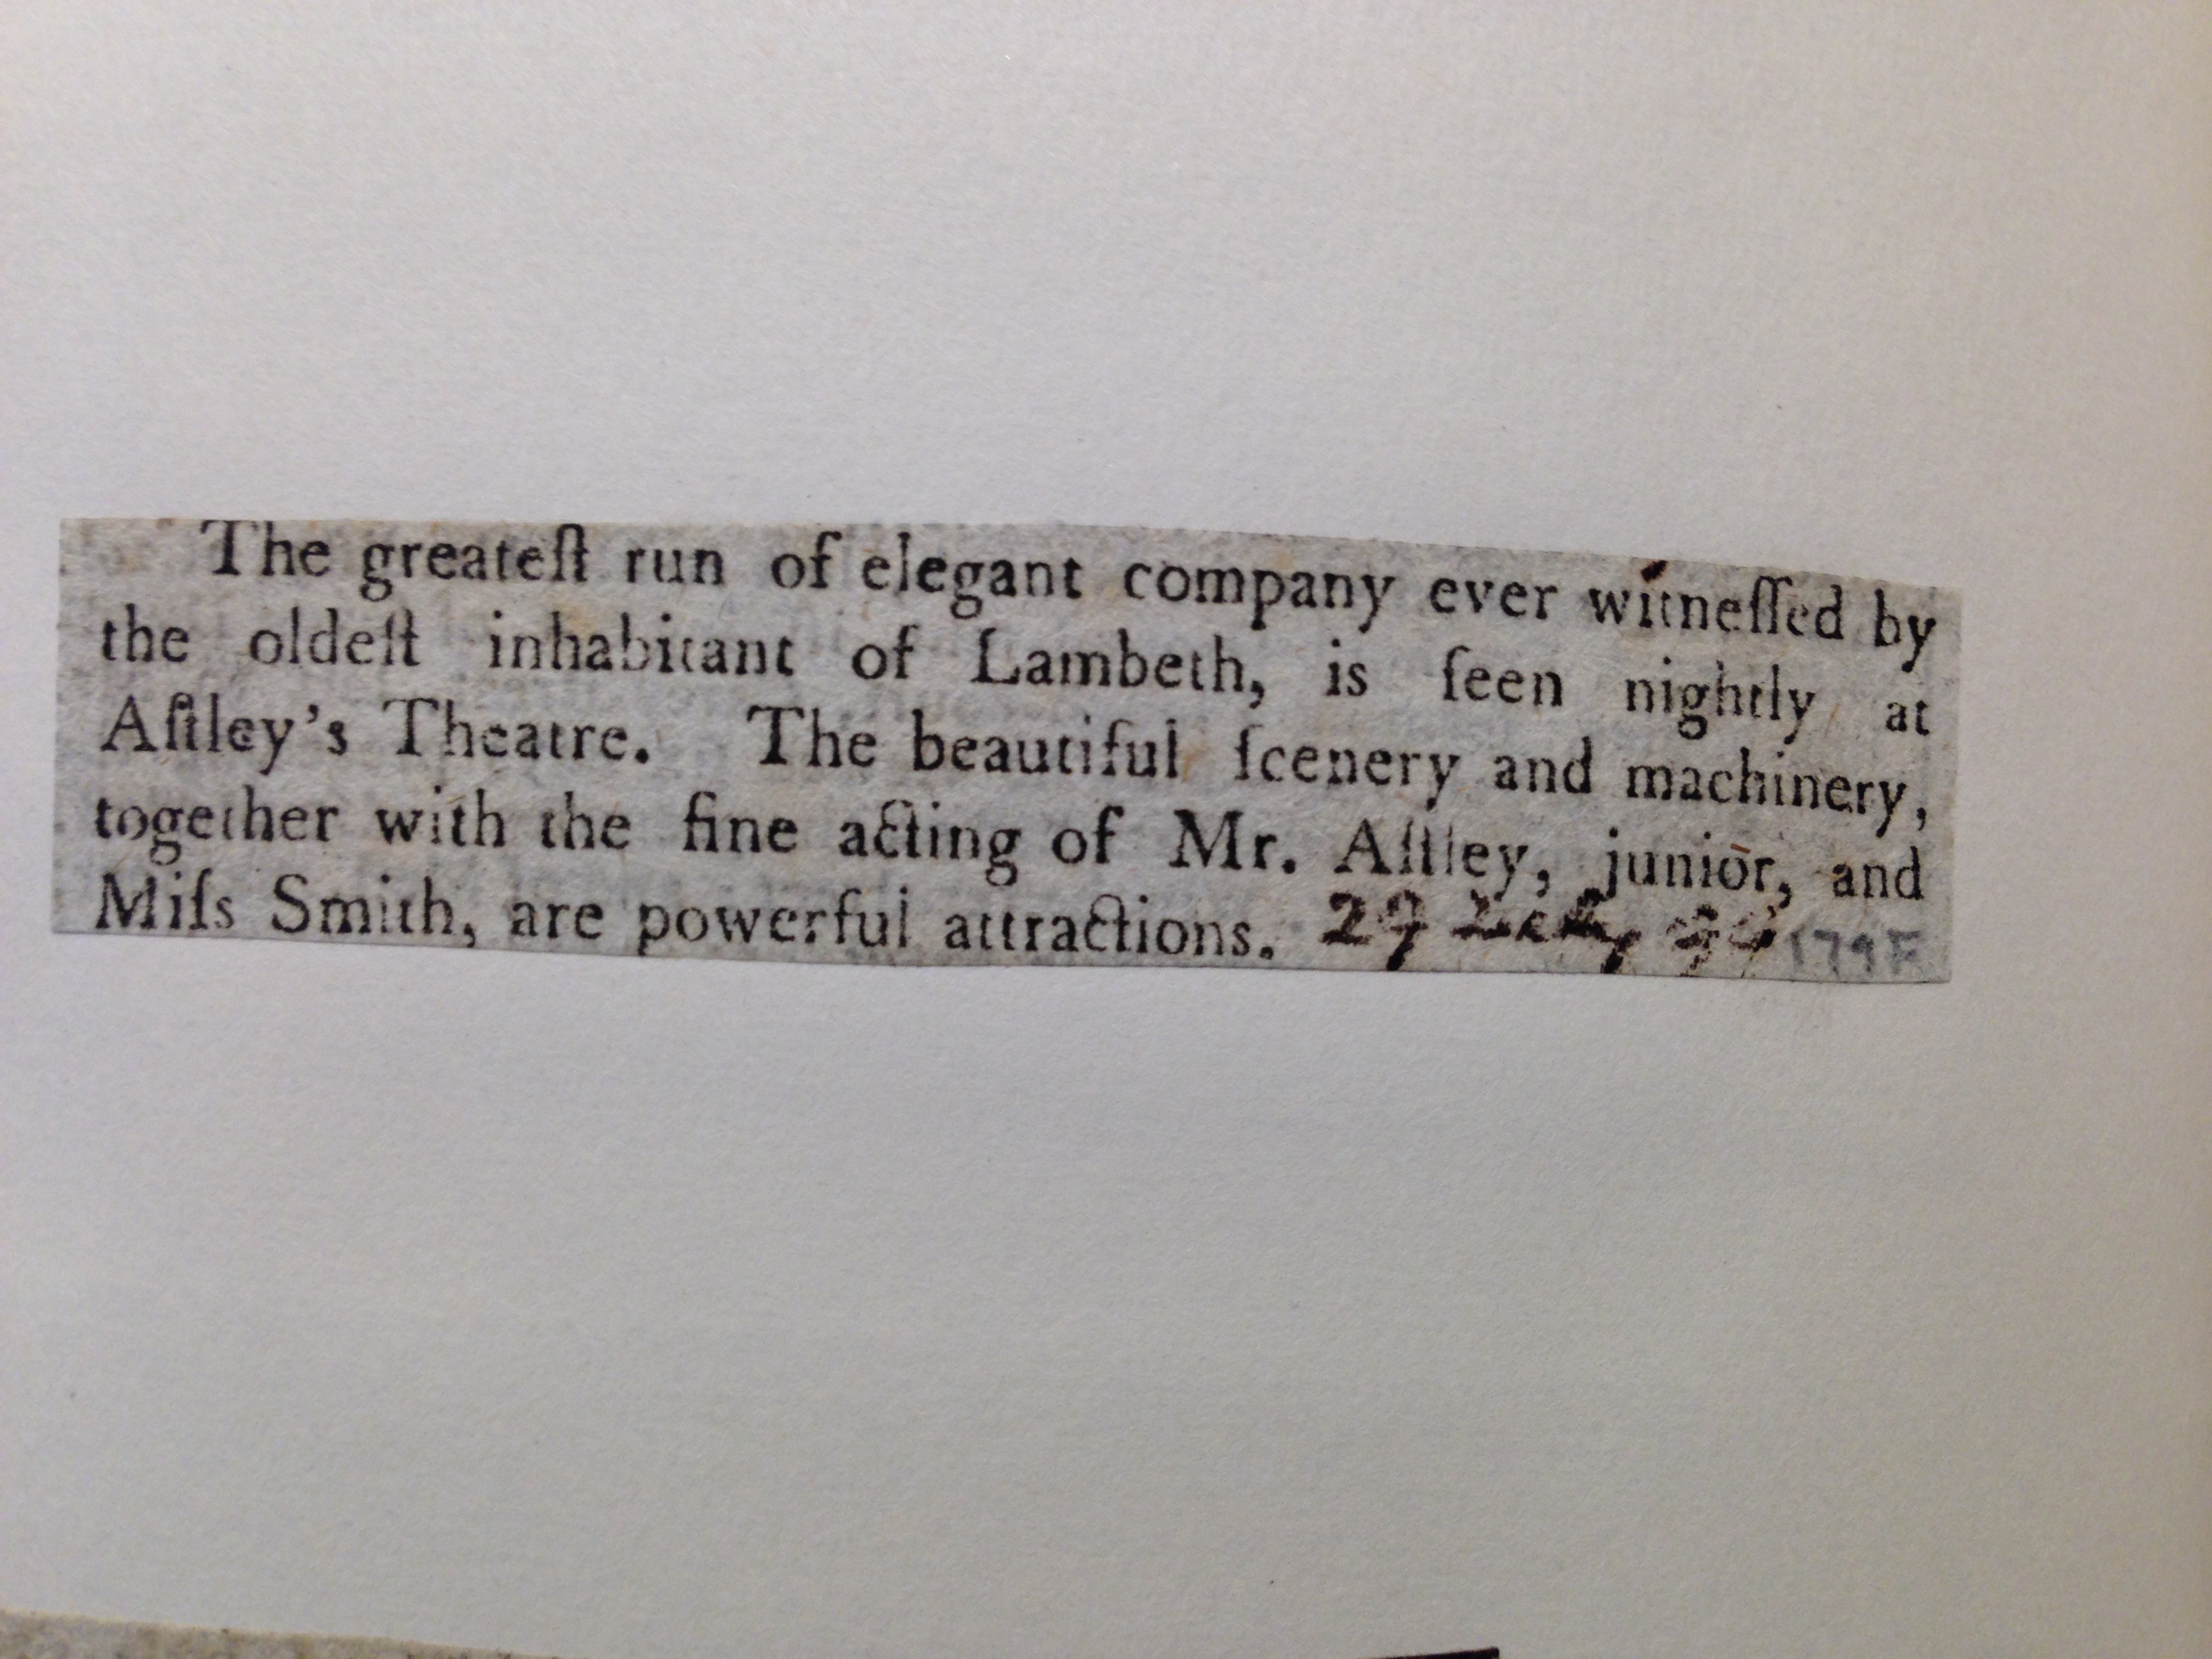 The greateſt run of elegant company ever witneſſed by
the oldeſt inhabitant of Lambeth, is ſeen nightly at
Aſtley's Theatre. The beautiful ſcenery and machinery,
together with the fine acting of Mr. Aſtley, junior, and
Miſs Smith, are powerful attractions. 29